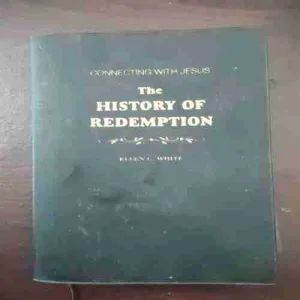 CONNECTING WITH JESUS
The
HISTORY OF
REDEMPTION
ELLEN G. WHITE